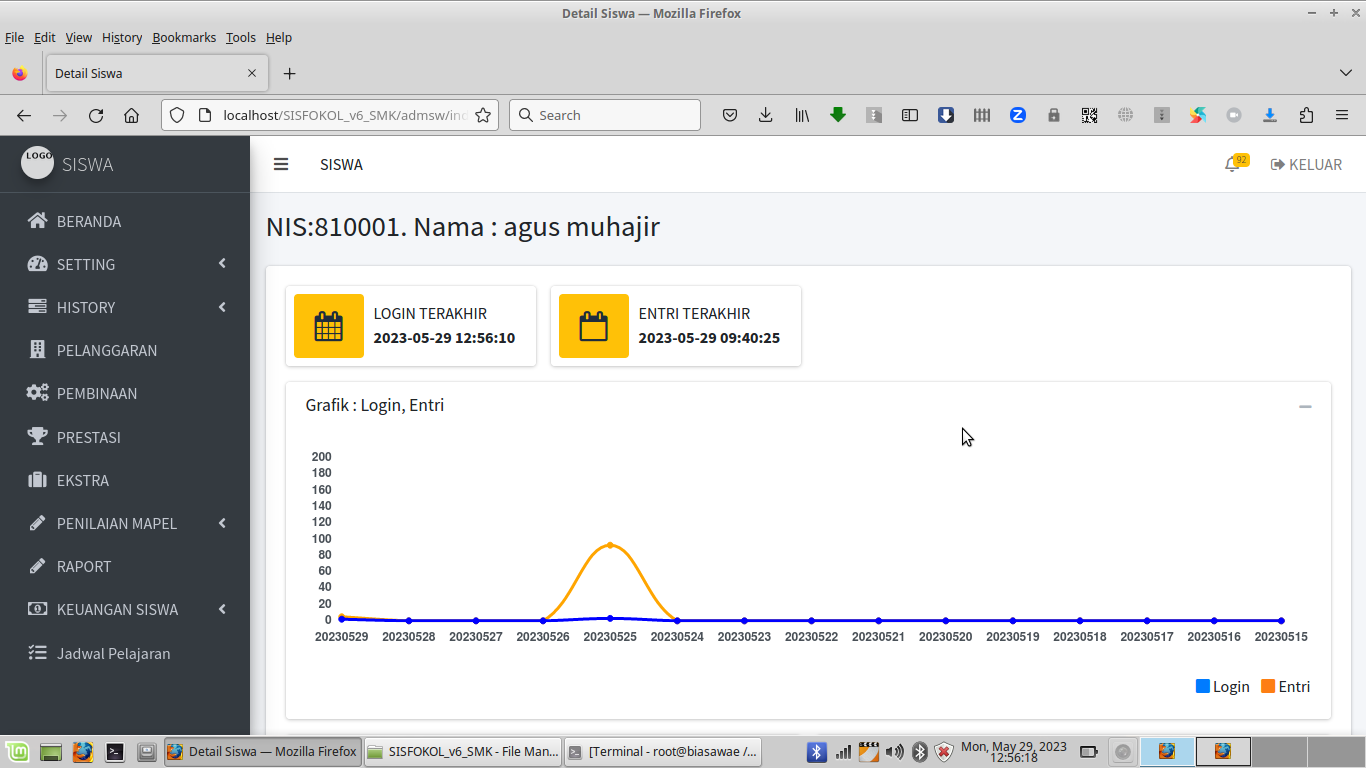 Detail Siswa — Mozilla Firefox
File Edit View History Bookmarks Tools Help
Detail Siswa
localhost/SISFOKOL_v6_SMK/admsw/ind
Search
LOGO
SISWA
SISWA
92
KELUAR
BERANDA
SETTING
HISTORY
PELANGGARAN
PEMBINAAN
PRESTASI
EKSTRA
PENILAIAN MAPEL
RAPORT
KEUANGAN SISWA
Jadwal Pelajaran
NIS:810001. Nama : agus muhajir
LOGIN TERAKHIR
2023-05-29 12:56:10
ENTRI TERAKHIR
2023-05-29 09:40:25
Grafik : Login, Entri
200
180
160
140
120
100
80
60
40
20
0
20230529 20230528 20230527 20230526 20230525 20230524 20230523 20230522 20230521 20230520 20230519 20230518 20230517 20230516 20230515
Login Entri
Detail Siswa — Mozilla Firefox
SISFOKOL_v6_SMK - File Man...
[Terminal - root@biasawae /...
Mon, May 29, 2023
12:56:18